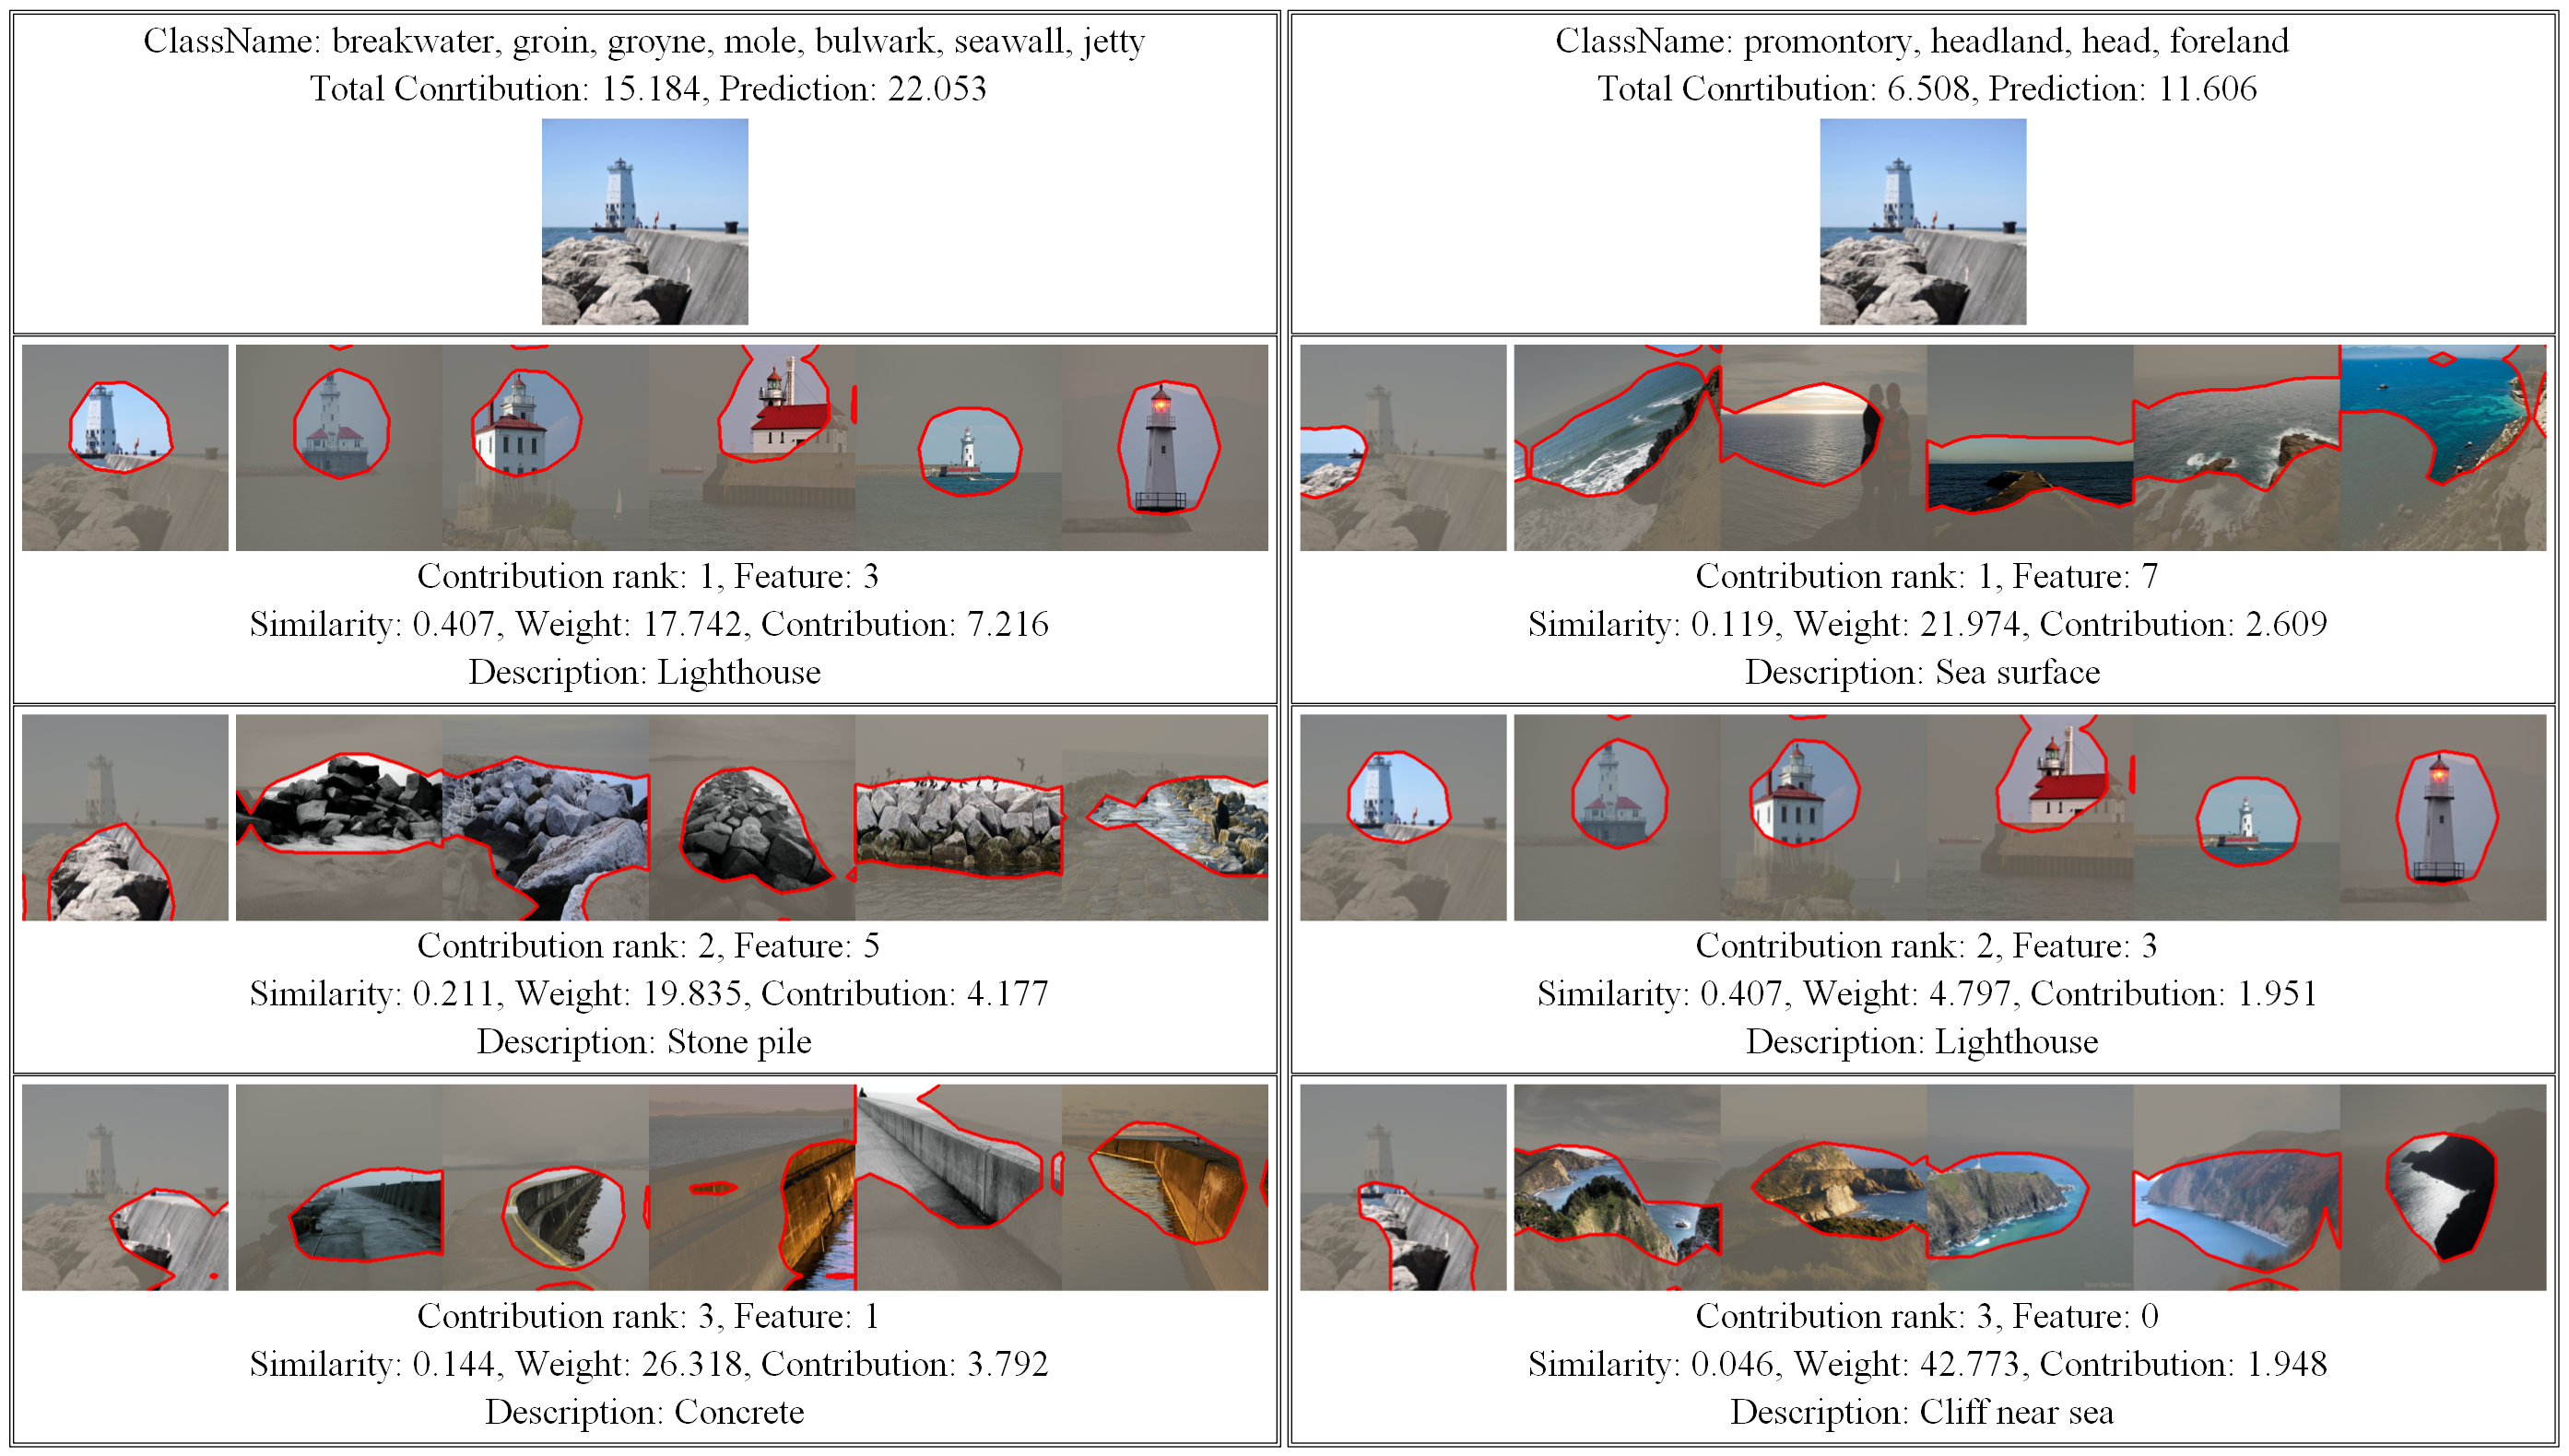 ClassName: breakwater, groin, groyne, mole, bulwark, seawall, jetty
Total Conrtibution: 15.184, Prediction: 22.053
Contribution rank: 1, Feature: 3
Similarity: 0.407, Weight: 17.742, Contribution: 7.216
Description: Lighthouse
Contribution rank: 2, Feature: 5
Similarity: 0.211, Weight: 19.835, Contribution: 4.177
Description: Stone pile
Contribution rank: 3, Feature: 1
Similarity: 0.144, Weight: 26.318, Contribution: 3.792
Description: Concrete
ClassName: promontory, headland, head, foreland
Total Conrtibution: 6.508, Prediction: 11.606
Contribution rank: 1, Feature: 7
Similarity: 0.119, Weight: 21.974, Contribution: 2.609
Description: Sea surface
Contribution rank: 2, Feature: 3
Similarity: 0.407, Weight: 4.797, Contribution: 1.951
Description: Lighthouse
Contribution rank: 3, Feature: 0
Similarity: 0.046, Weight: 42.773, Contribution: 1.948
Description: Cliff near sea